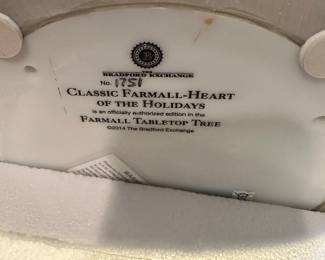 B
THE
BRADFORD EXCHANGE
No. 1751
CLASSIC FARMALL-HEART
OF THE HOLIDAYS
is an officially authorized edition in the
FARMALL TABLETOP TREE
©2014 The Bradford Exchange